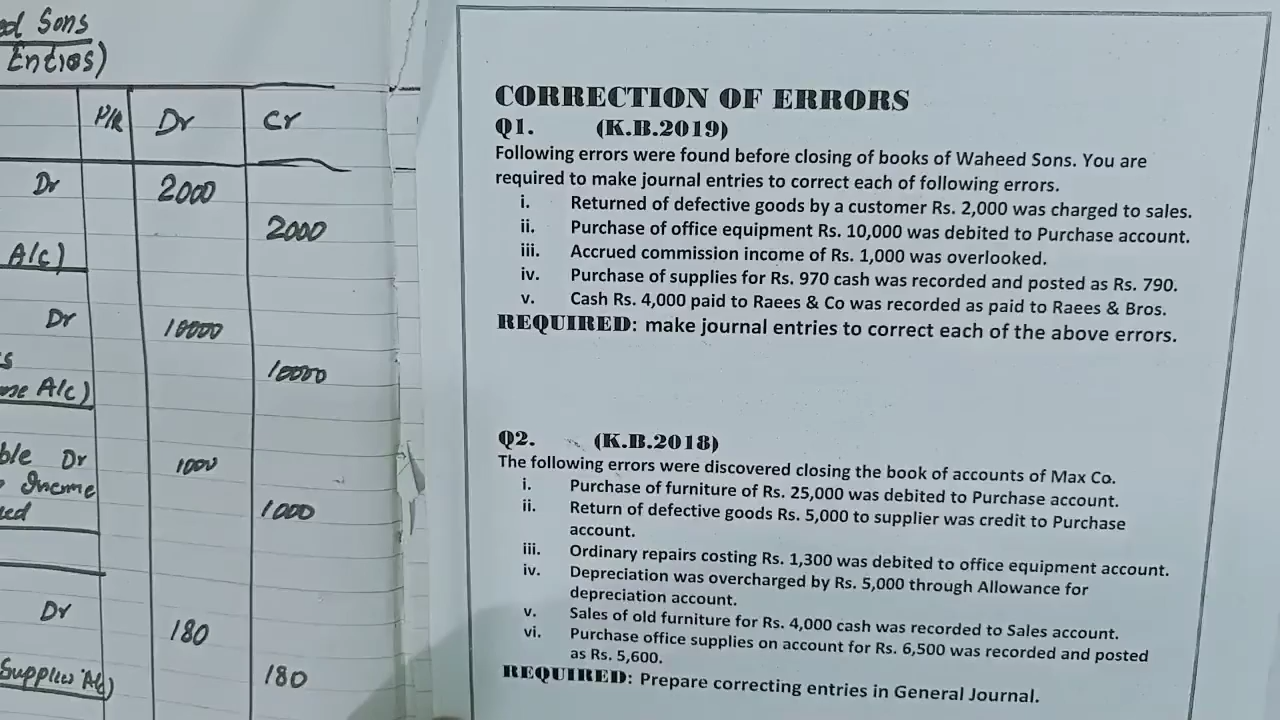 ed Sons
Entries)
P/R Dr Cr
Dr 2000
2000
A/c)
Dr 10000
s 10000
me A/c)
ble Dr 1000
Income
ed 1000
Dr 180
Supplies A/c) 180
CORRECTION OF ERRORS
Q1. (K.B.2019)
Following errors were found before closing of books of Waheed Sons. You are
required to make journal entries to correct each of following errors.
i. Returned of defective goods by a customer Rs. 2,000 was charged to sales.
ii. Purchase of office equipment Rs. 10,000 was debited to Purchase account.
iii. Accrued commission income of Rs. 1,000 was overlooked.
iv. Purchase of supplies for Rs. 970 cash was recorded and posted as Rs. 790.
v. Cash Rs. 4,000 paid to Raees & Co was recorded as paid to Raees & Bros.
REQUIRED: make journal entries to correct each of the above errors.
Q2. (K.B.2018)
The following errors were discovered closing the book of accounts of Max Co.
i. Purchase of furniture of Rs. 25,000 was debited to Purchase account.
ii. Return of defective goods Rs. 5,000 to supplier was credit to Purchase
account.
iii. Ordinary repairs costing Rs. 1,300 was debited to office equipment account.
iv. Depreciation was overcharged by Rs. 5,000 through Allowance for
depreciation account.
v. Sales of old furniture for Rs. 4,000 cash was recorded to Sales account.
vi. Purchase office supplies on account for Rs. 6,500 was recorded and posted
as Rs. 5,600.
REQUIRED: Prepare correcting entries in General Journal.